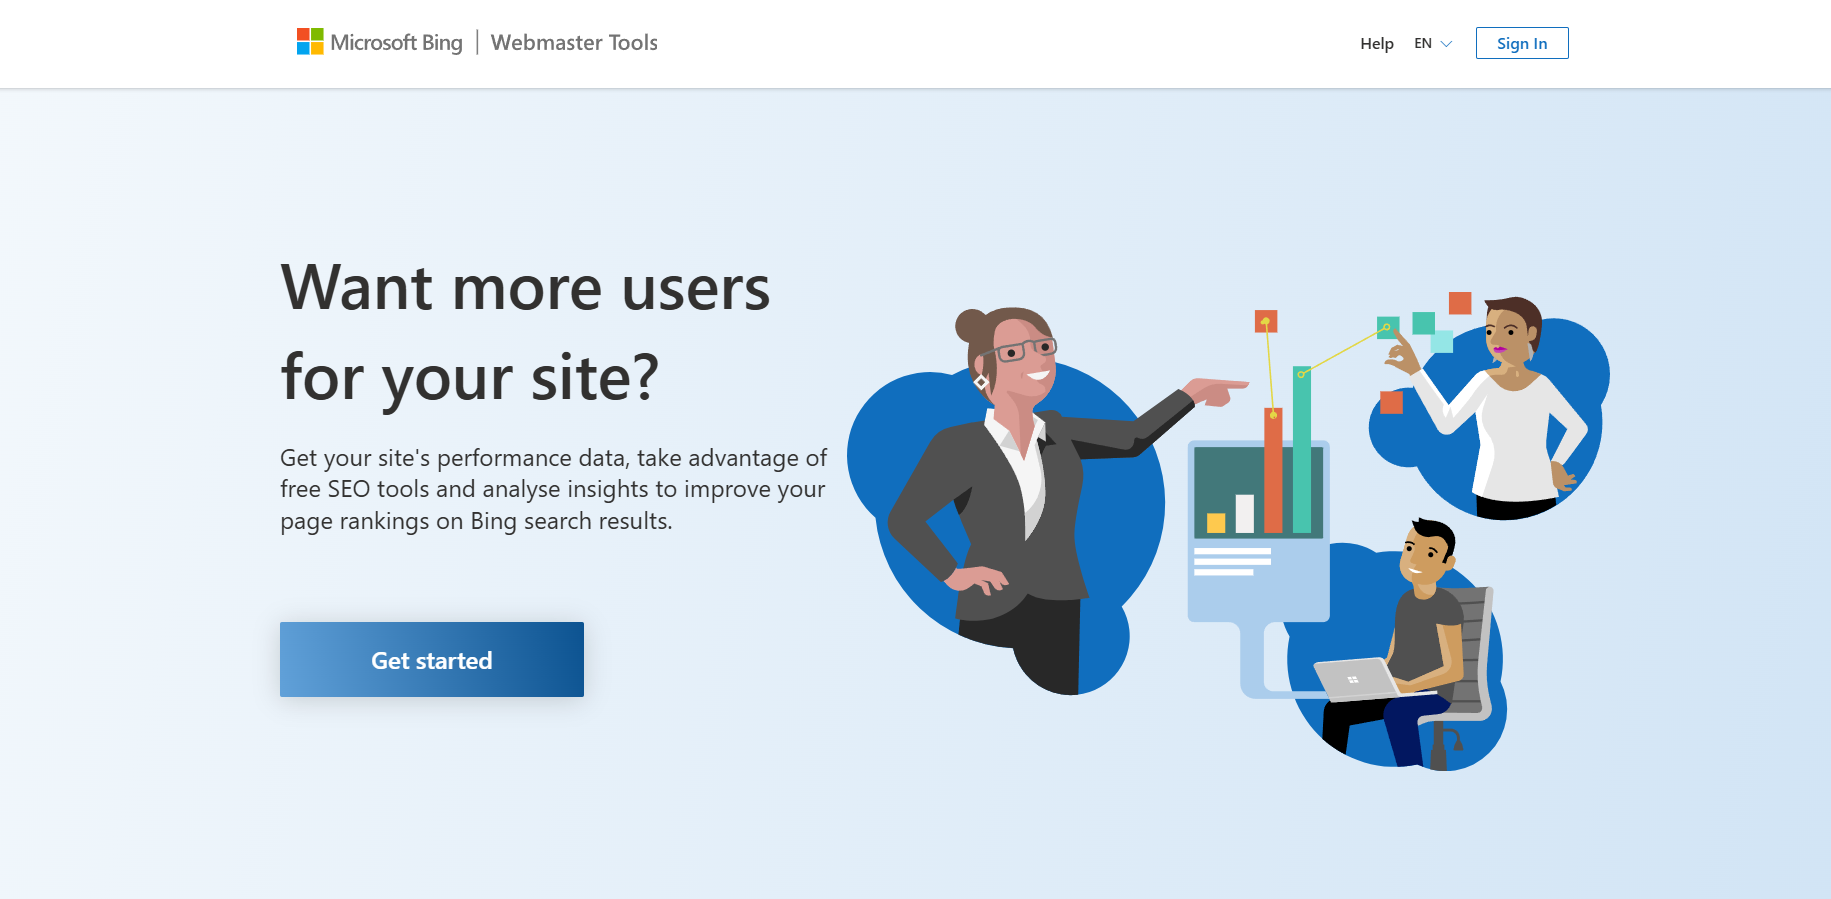 Microsoft Bing | Webmaster Tools
Help EN Sign In
Want more users
for your site?
Get your site's performance data, take advantage of
free SEO tools and analyse insights to improve your
page rankings on Bing search results.
Get started